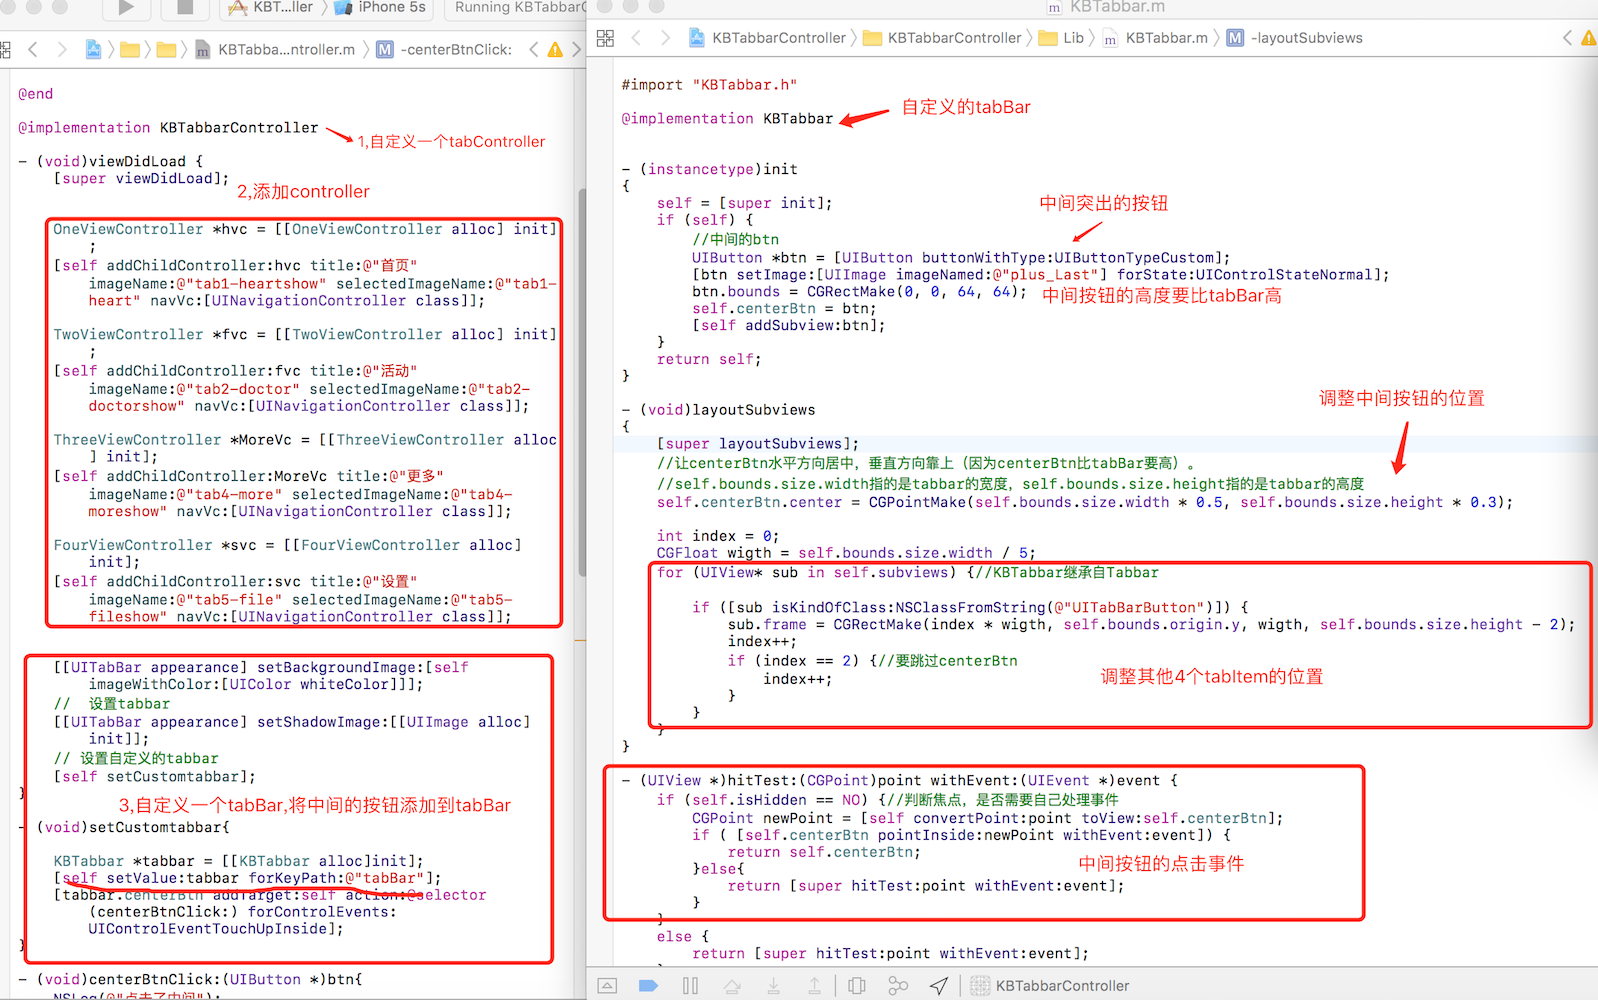 KBT...ller
iPhone 5s
Running KBTabbarC
KBTabba...ntroller.m
M
-centerBtnClick:
@end
@implementation KBTabbarController
1,自定义一个tabController
- (void)viewDidLoad {
[super viewDidLoad];
2,添加controller
OneViewController *hvc = [[OneViewController alloc] init]
;
[self addChildController:hvc title:@"首页"
imageName:@"tab1-heartshow" selectedImageName:@"tab1-
heart" navVc:[UINavigationController class]];
TwoViewController *fvc = [[TwoViewController alloc] init]
;
[self addChildController:fvc title:@"活动"
imageName:@"tab2-doctor" selectedImageName:@"tab2-
doctorshow" navVc:[UINavigationController class]];
ThreeViewController *MoreVc = [[ThreeViewController alloc
] init];
[self addChildController:MoreVc title:@"更多"
imageName:@"tab4-more" selectedImageName:@"tab4-
moreshow" navVc:[UINavigationController class]];
FourViewController *svc = [[FourViewController alloc]
init];
[self addChildController:svc title:@"设置"
imageName:@"tab5-file" selectedImageName:@"tab5-
fileshow" navVc:[UINavigationController class]];
[[UITabBar appearance] setBackgroundImage:[self
imageWithColor:[UIColor whiteColor]]];
//  设置tabbar
[[UITabBar appearance] setShadowImage:[[UIImage alloc]
init]];
// 设置自定义的tabbar
[self setCustomtabbar];
}
3,自定义一个tabBar,将中间的按钮添加到tabBar
- (void)setCustomtabbar{
KBTabbar *tabbar = [[KBTabbar alloc]init];
[self setValue:tabbar forKeyPath:@"tabBar"];
[tabbar.centerBtn addTarget:self action:@selector
(centerBtnClick:) forControlEvents:
UIControlEventTouchUpInside];
}
- (void)centerBtnClick:(UIButton *)btn{
NSLog(@"点击了中间");
KBTabbar.m
KBTabbarController
KBTabbarController
Lib
KBTabbar.m
M
-layoutSubviews
#import "KBTabbar.h"
@implementation KBTabbar
自定义的tabBar
- (instancetype)init
{
self = [super init];
if (self) {
中间突出的按钮
//中间的btn
UIButton *btn = [UIButton buttonWithType:UIButtonTypeCustom];
[btn setImage:[UIImage imageNamed:@"plus_Last"] forState:UIControlStateNormal];
btn.bounds = CGRectMake(0, 0, 64, 64);
中间按钮的高度要比tabBar高
self.centerBtn = btn;
[self addSubview:btn];
}
return self;
}
调整中间按钮的位置
- (void)layoutSubviews
{
[super layoutSubviews];
//让centerBtn水平方向居中，垂直方向靠上（因为centerBtn比tabBar要高）。
//self.bounds.size.width指的是tabbar的宽度，self.bounds.size.height指的是tabbar的高度
self.centerBtn.center = CGPointMake(self.bounds.size.width * 0.5, self.bounds.size.height * 0.3);
int index = 0;
CGFloat wigth = self.bounds.size.width / 5;
for (UIView* sub in self.subviews) {//KBTabbar继承自Tabbar
if ([sub isKindOfClass:NSClassFromString(@"UITabBarButton")]) {
sub.frame = CGRectMake(index * wigth, self.bounds.origin.y, wigth, self.bounds.size.height - 2);
index++;
if (index == 2) {//要跳过centerBtn
index++;
调整其他4个tabItem的位置
}
}
}
}
- (UIView *)hitTest:(CGPoint)point withEvent:(UIEvent *)event {
if (self.isHidden == NO) {//判断焦点，是否需要自己处理事件
CGPoint newPoint = [self convertPoint:point toView:self.centerBtn];
if ( [self.centerBtn pointInside:newPoint withEvent:event]) {
return self.centerBtn;
中间按钮的点击事件
}else{
return [super hitTest:point withEvent:event];
}
}
else {
return [super hitTest:point withEvent:event];
KBTabbarController